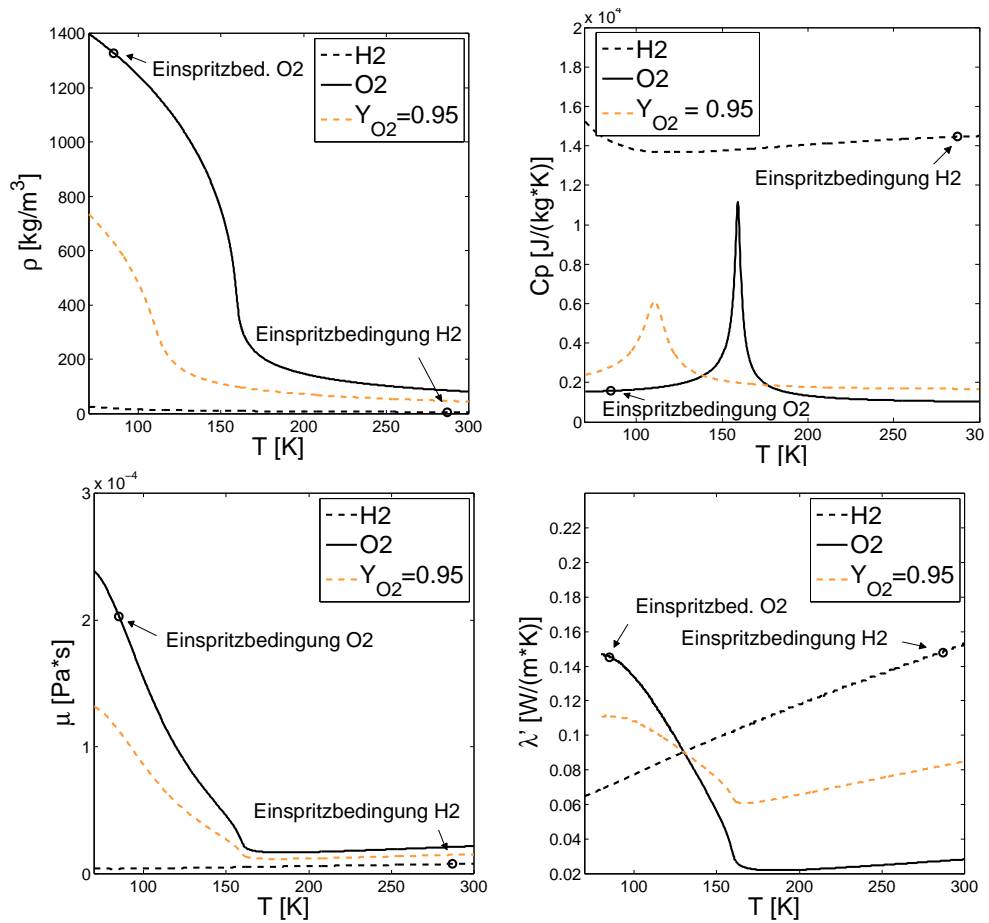 1400
1200
1000
800
600
400
200
0
ρ [kg/m³]
100 150 200 250 300
T [K]
Einspritzbed. O2
Einspritzbedingung H2
H2
O2
Y_O2=0.95
x 10⁴
2
1.8
1.6
1.4
1.2
1
0.8
0.6
0.4
0.2
0
Cp [J/(kg*K)]
100 150 200 250 300
T [K]
H2
O2
Y_O2 = 0.95
Einspritzbedingung H2
Einspritzbedingung O2
x 10⁻⁴
3
2
1
0
μ [Pa*s]
100 150 200 250 300
T [K]
H2
O2
Y_O2=0.95
Einspritzbedingung O2
Einspritzbedingung H2
0.22
0.2
0.18
0.16
0.14
0.12
0.1
0.08
0.06
0.04
0.02
λ' [W/(m*K)]
100 150 200 250 300
T [K]
H2
O2
Y_O2=0.95
Einspritzbed. O2
Einspritzbedingung H2